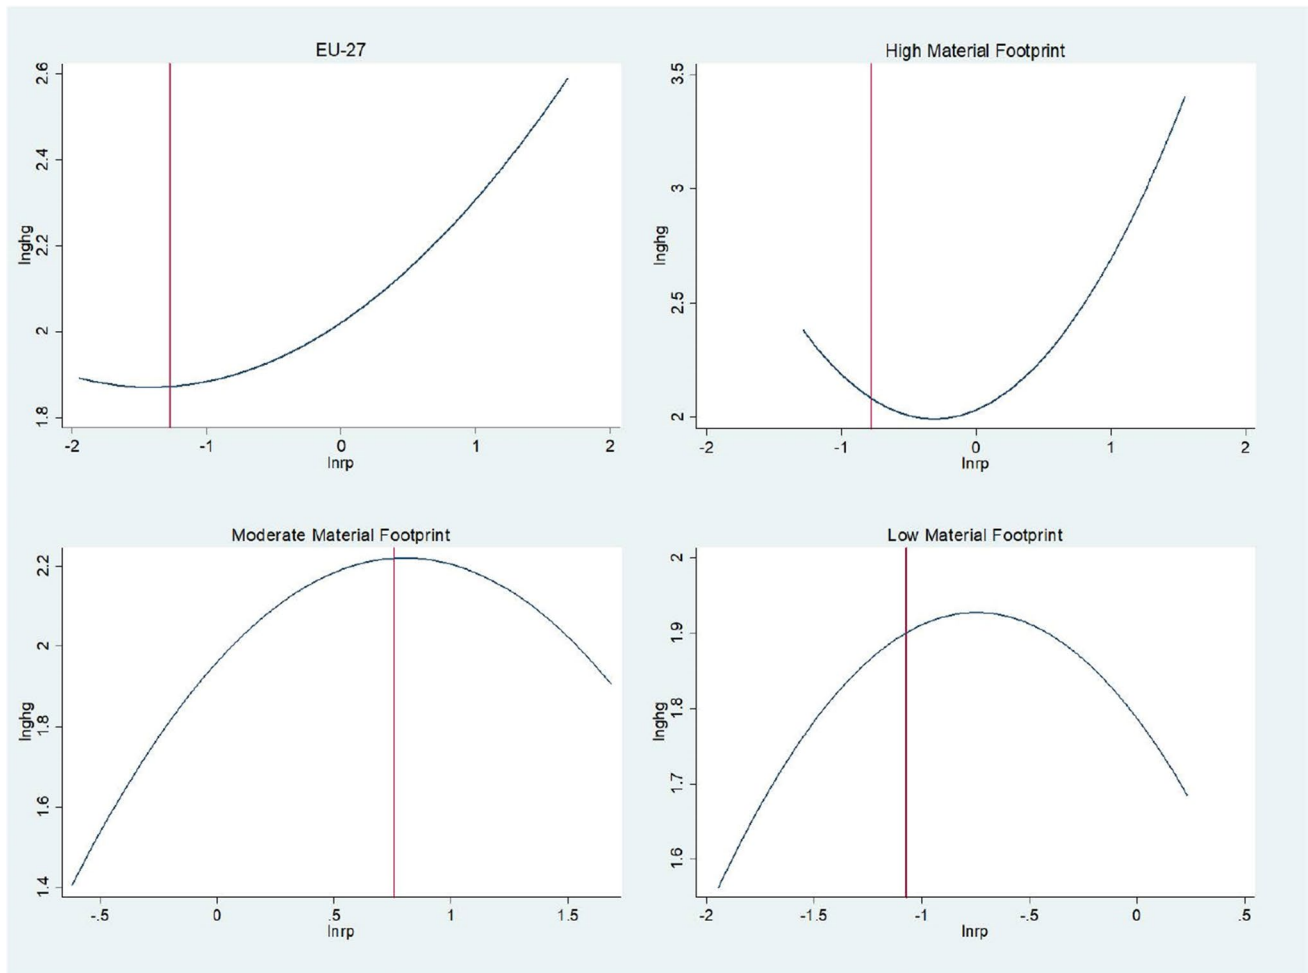 EU-27
2.6
2.4
2.2
2
1.8
lnghg
-2 -1 0 1 2
lnrp
High Material Footprint
3.5
3
2.5
2
lnghg
-2 -1 0 1 2
lnrp
Moderate Material Footprint
2.2
2
1.8
1.6
1.4
lnghg
-.5 0 .5 1 1.5
lnrp
Low Material Footprint
2
1.9
1.8
1.7
1.6
lnghg
-2 -1.5 -1 -.5 0 .5
lnrp